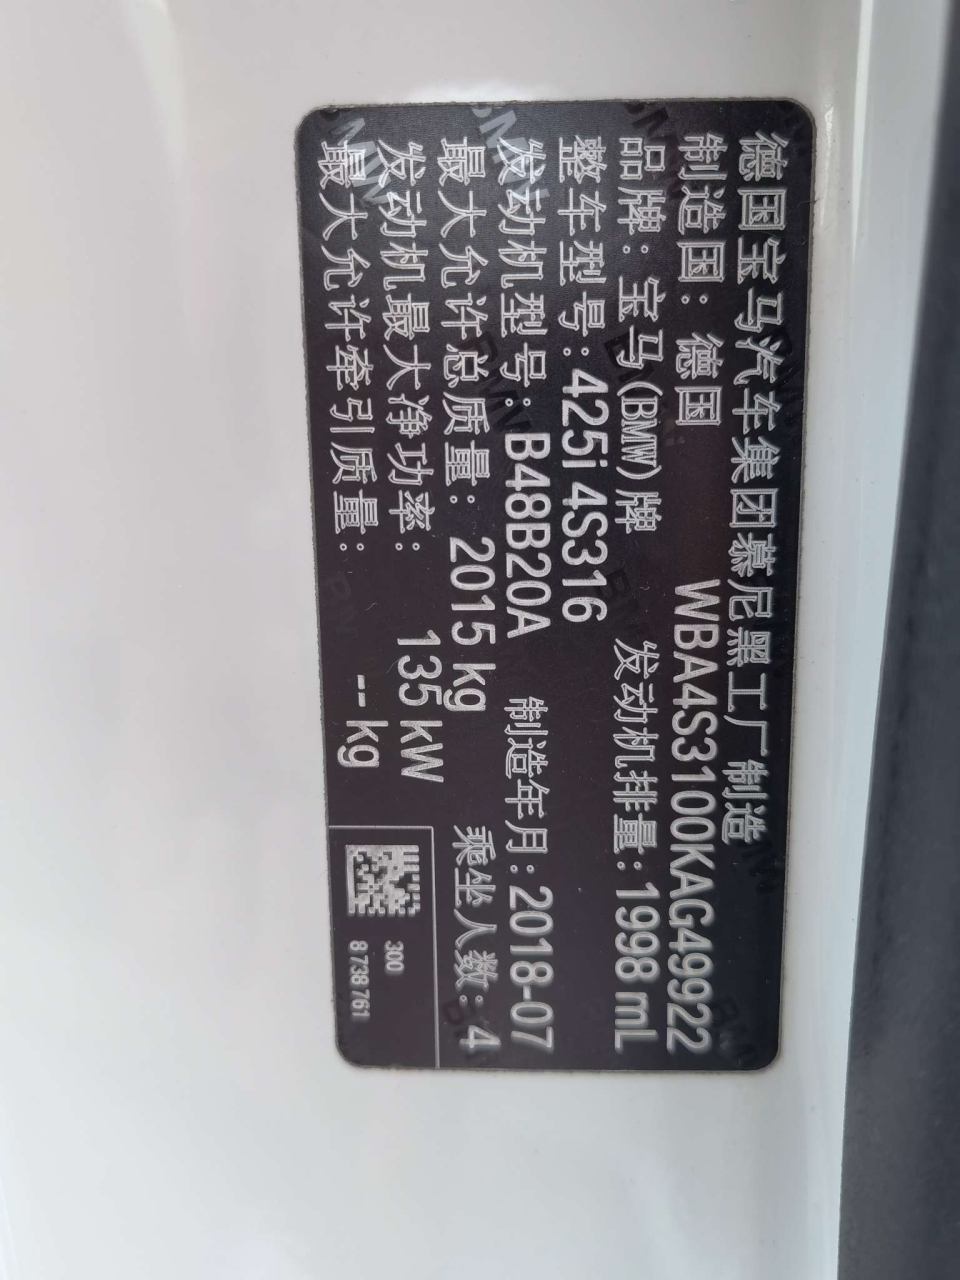 德国宝马汽车集团慕尼黑工厂制造
制造国：德国 WBA4S3100KAG49922
品牌：宝马(BMW)牌 发动机排量：1998 mL
整车型号：425i 4S316
发动机型号：B48B20A 制造年月：2018-07
最大允许总质量：2015 kg 乘坐人数：4
发动机最大净功率：135 kW
最大允许牵引质量：-- kg
300
8 738 761